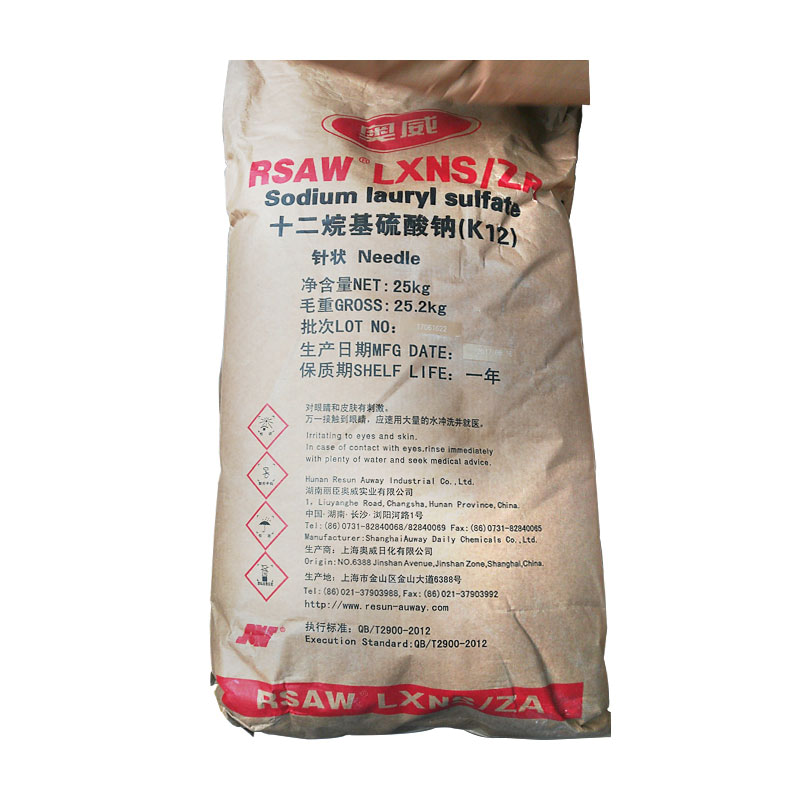 奥威
RSAW® LXNS/ZA
Sodium lauryl sulfate
十二烷基硫酸钠(K12)
针状 Needle
净含量NET: 25kg
毛重GROSS: 25.2kg
批次LOT NO:
生产日期MFG DATE:
保质期SHELF LIFE: 一年
对眼睛和皮肤有刺激。
万一接触到眼睛，应速用大量的水冲洗并就医。
Irritating to eyes and skin.
In case of contact with eyes,rinse immediately
with plenty of water and seek medical advice.
Hunan Resun Auway Industrial Co.,Ltd.
湖南丽臣奥威实业有限公司
1, Liuyanghe Road,Changsha,Hunan Province,China.
中国·湖南·长沙·浏阳河路1号
Tel:(86)0731-82840068/82840069 Fax:(86)0731-82840065
Manufacturer:ShanghaiAuway Daily Chemicals Co.,Ltd.
生产商：上海奥威日化有限公司
Origin:NO.6388 Jinshan Avenue,Jinshan Zone,Shanghai,China.
生产地：上海市金山区金山大道6388号
Tel:(86)021-37903988,Fax:(86)021-37903992
http://www.resun-auway.com
执行标准：QB/T2900-2012
Execution Standard:QB/T2900-2012
RSAW® LXNS/ZA